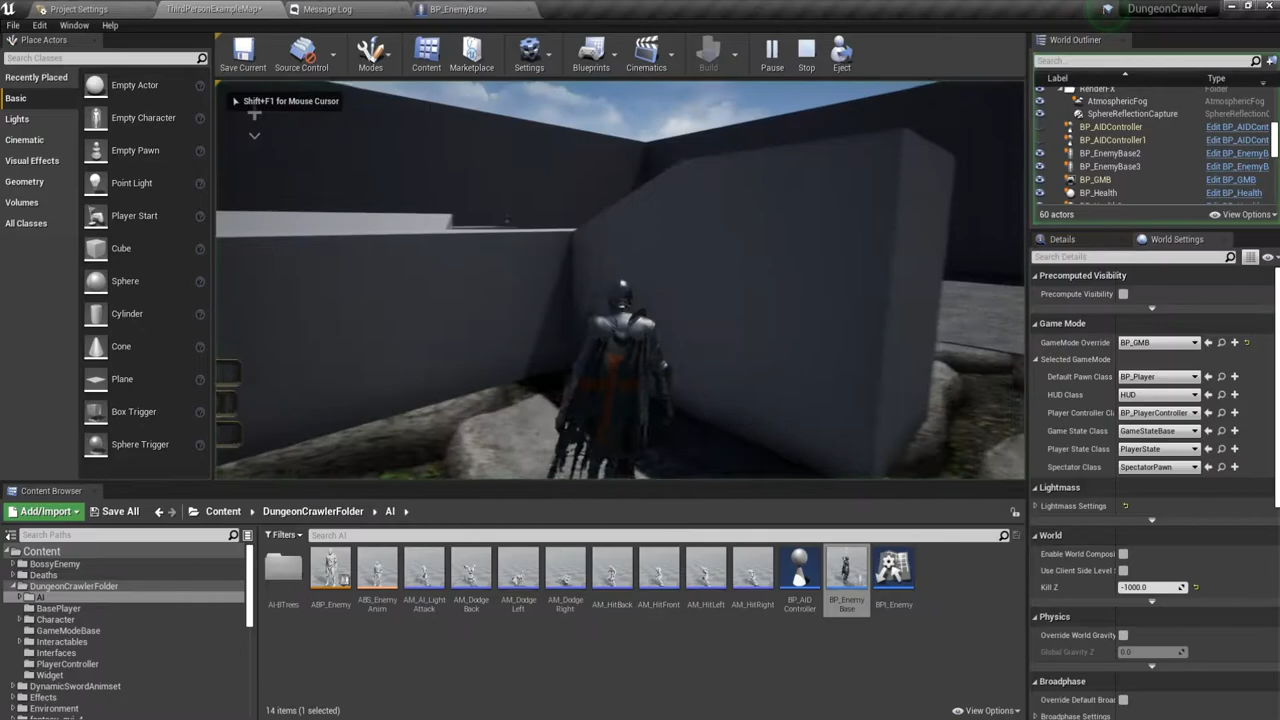 Project Settings
ThirdPersonExampleMap*
Message Log
BP_EnemyBase
DungeonCrawler
File
Edit
Window
Help
Place Actors
Search Classes
Recently Placed
Basic
Lights
Cinematic
Visual Effects
Geometry
Volumes
All Classes
Empty Actor
Empty Character
Empty Pawn
Point Light
Player Start
Cube
Sphere
Cylinder
Cone
Plane
Box Trigger
Sphere Trigger
Save Current
Source Control
Modes
Content
Marketplace
Settings
Blueprints
Cinematics
Build
Pause
Stop
Eject
Shift+F1 for Mouse Cursor
World Outliner
Search...
Label
Type
RenderFX
Folder
AtmosphericFog
AtmosphericFog
SphereReflectionCapture
SphereReflectionC
BP_AIDController
Edit BP_AIDCont
BP_AIDController1
Edit BP_AIDCont
BP_EnemyBase2
Edit BP_EnemyB
BP_EnemyBase3
Edit BP_EnemyB
BP_GMB
Edit BP_GMB
BP_Health
Edit BP_Health
60 actors
View Options
Details
World Settings
Search Details
Precomputed Visibility
Precompute Visibility
Game Mode
GameMode Override
BP_GMB
Selected GameMode
Default Pawn Class
BP_Player
HUD Class
HUD
Player Controller Cl
BP_PlayerController
Game State Class
GameStateBase
Player State Class
PlayerState
Spectator Class
SpectatorPawn
Lightmass
Lightmass Settings
World
Enable World Composi
Use Client Side Level
Kill Z
-1000.0
Physics
Override World Gravity
Global Gravity Z
0.0
Broadphase
Override Default Broa
Broadphase Settings
Content Browser
Add/Import
Save All
Content
DungeonCrawlerFolder
AI
Search Paths
Filters
Search AI
Content
BossyEnemy
Deaths
DungeonCrawlerFolder
AI
BasePlayer
Character
GameModeBase
Interactables
Interfaces
PlayerController
Widget
DynamicSwordAnimset
Effects
Environment
AI-BTrees
ABP_Enemy
ABS_Enemy
Anim
AM_AI_Light
Attack
AM_Dodge
Back
AM_Dodge
Left
AM_Dodge
Right
AM_HitBack
AM_HitFront
AM_HitLeft
AM_HitRight
BP_AID
Controller
BP_Enemy
Base
BPI_Enemy
14 items (1 selected)
View Options